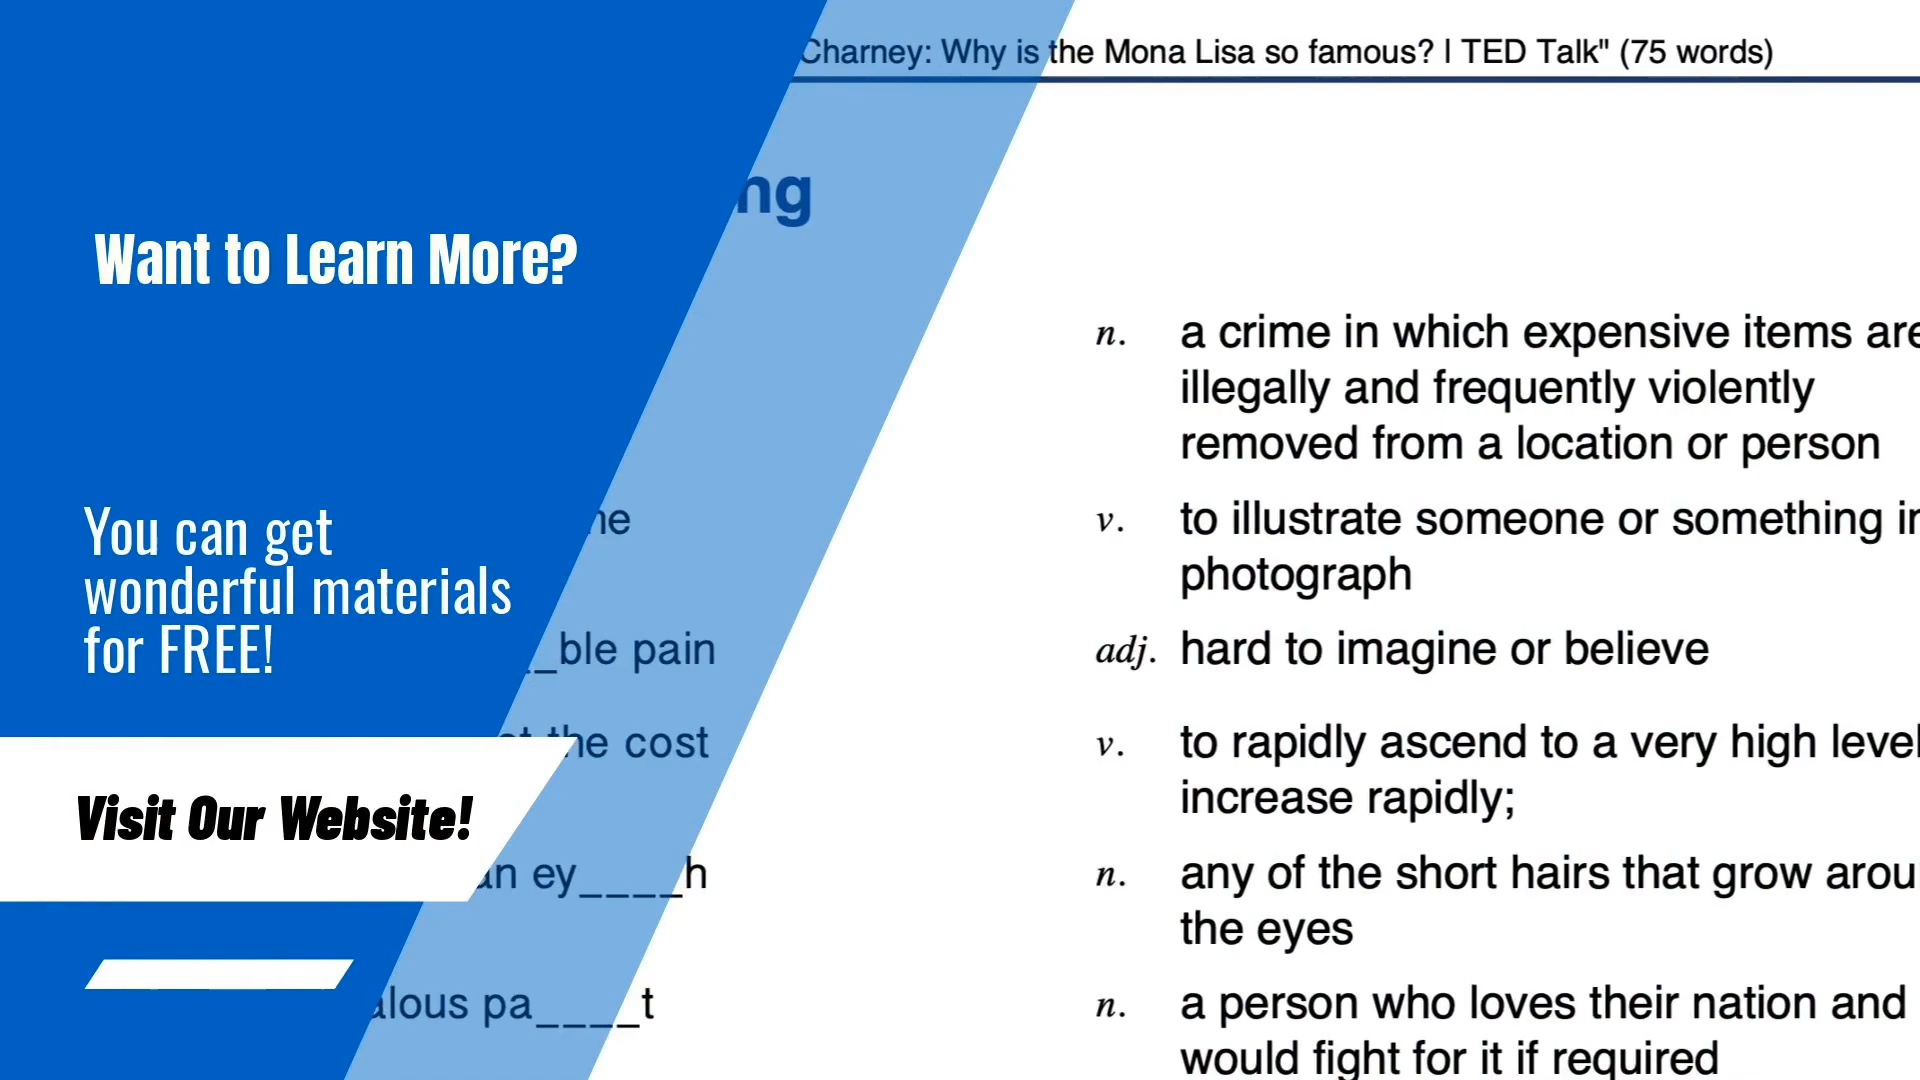 Charney: Why is the Mona Lisa so famous? | TED Talk" (75 words)
ng
Want to Learn More?
You can get
wonderful materials
for FREE!
Visit Our Website!
n. a crime in which expensive items are
illegally and frequently violently
removed from a location or person
ne
v. to illustrate someone or something in
photograph
_ble pain
adj. hard to imagine or believe
the cost
v. to rapidly ascend to a very high level
increase rapidly;
an ey____h
n. any of the short hairs that grow arou
the eyes
alous pa____t
n. a person who loves their nation and
would fight for it if required